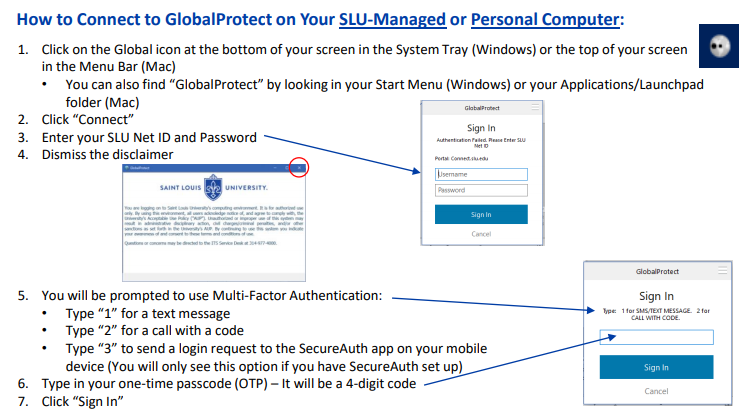 How to Connect to GlobalProtect on Your SLU-Managed or Personal Computer:
1. Click on the Global icon at the bottom of your screen in the System Tray (Windows) or the top of your screen
in the Menu Bar (Mac)
• You can also find “GlobalProtect” by looking in your Start Menu (Windows) or your Applications/Launchpad
folder (Mac)
2. Click “Connect”
3. Enter your SLU Net ID and Password
4. Dismiss the disclaimer
GlobalProtect
Sign In
Authentication Failed. Please Enter SLU
Net ID
Portal: Connect.slu.edu
Username
Password
Sign In
Cancel
GlobalProtect
SAINT LOUIS UNIVERSITY.
You are logging on to Saint Louis University's computing environment. It is for authorized use
only. By using this environment, all users acknowledge notice of, and agree to comply with, the
University's Acceptable Use Policy ("AUP"). Unauthorized or improper use of this system may
result in administrative disciplinary action, civil charges/criminal penalties, and/or other
sanctions as set forth in the University's AUP. By continuing to use this system you indicate
your awareness of and consent to these terms and conditions of use.
Questions or concerns may be directed to the ITS Service Desk at 314-977-4000.
5. You will be prompted to use Multi-Factor Authentication:
• Type “1” for a text message
• Type “2” for a call with a code
• Type “3” to send a login request to the SecureAuth app on your mobile
device (You will only see this option if you have SecureAuth set up)
6. Type in your one-time passcode (OTP) – It will be a 4-digit code
7. Click “Sign In”
GlobalProtect
Sign In
Type: 1 for SMS/TEXT MESSAGE. 2 for
CALL WITH CODE.
Sign In
Cancel